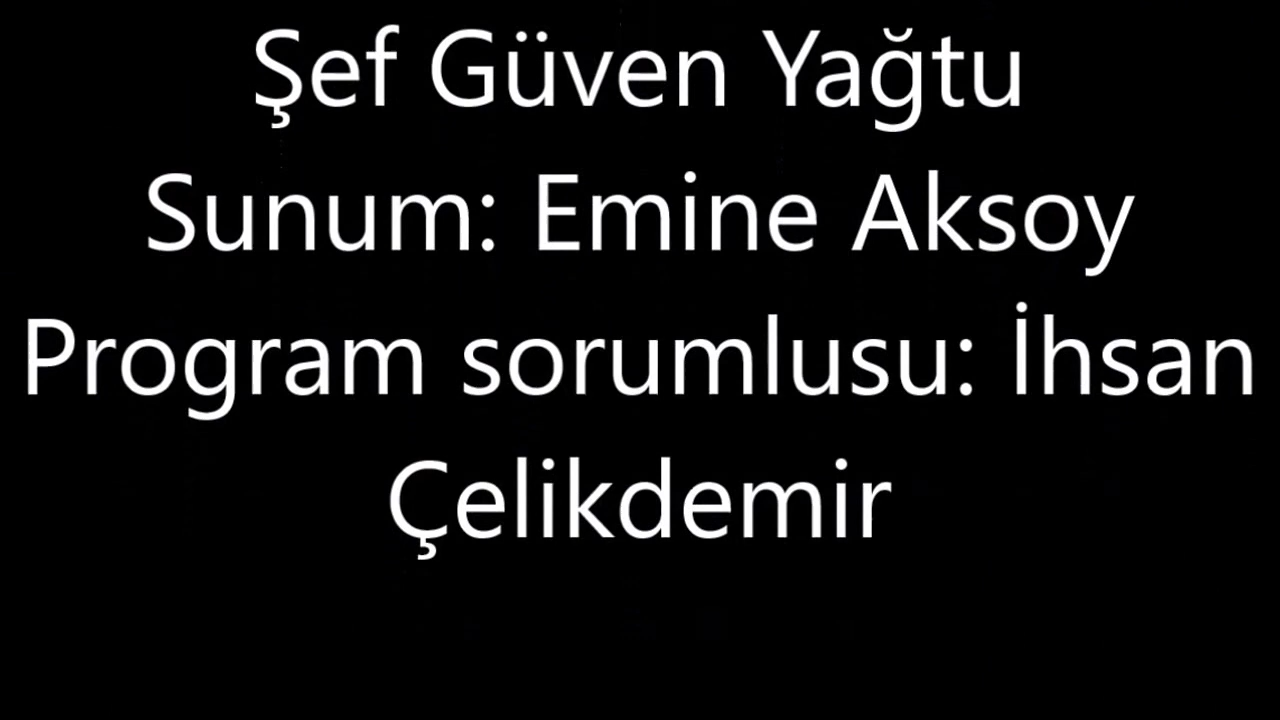 Şef Güven Yağtu
Sunum: Emine Aksoy
Program sorumlusu: İhsan
Çelikdemir